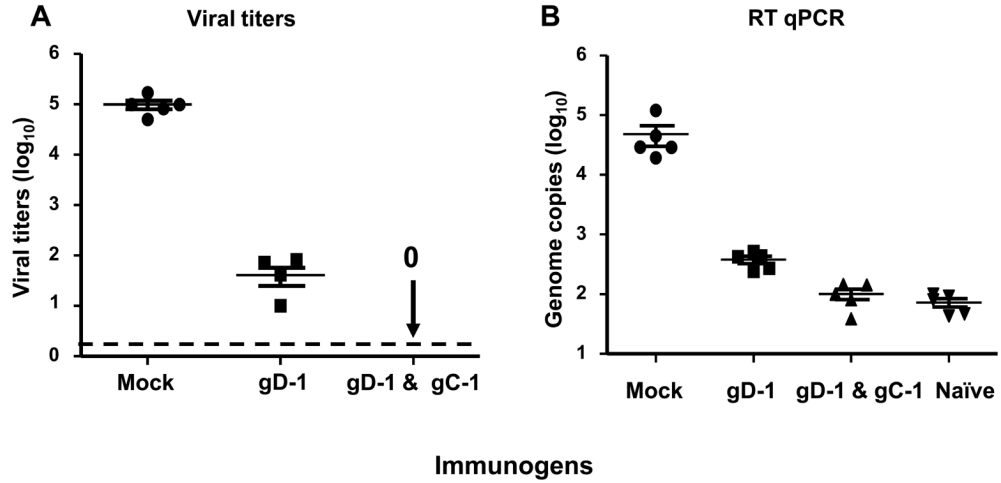 A
Viral titers
Viral titers (log10)
6
5
4
3
2
1
0
0
Mock
gD-1
gD-1 & gC-1
B
RT qPCR
Genome copies (log10)
6
5
4
3
2
1
Mock
gD-1
gD-1 & gC-1
Naïve
Immunogens